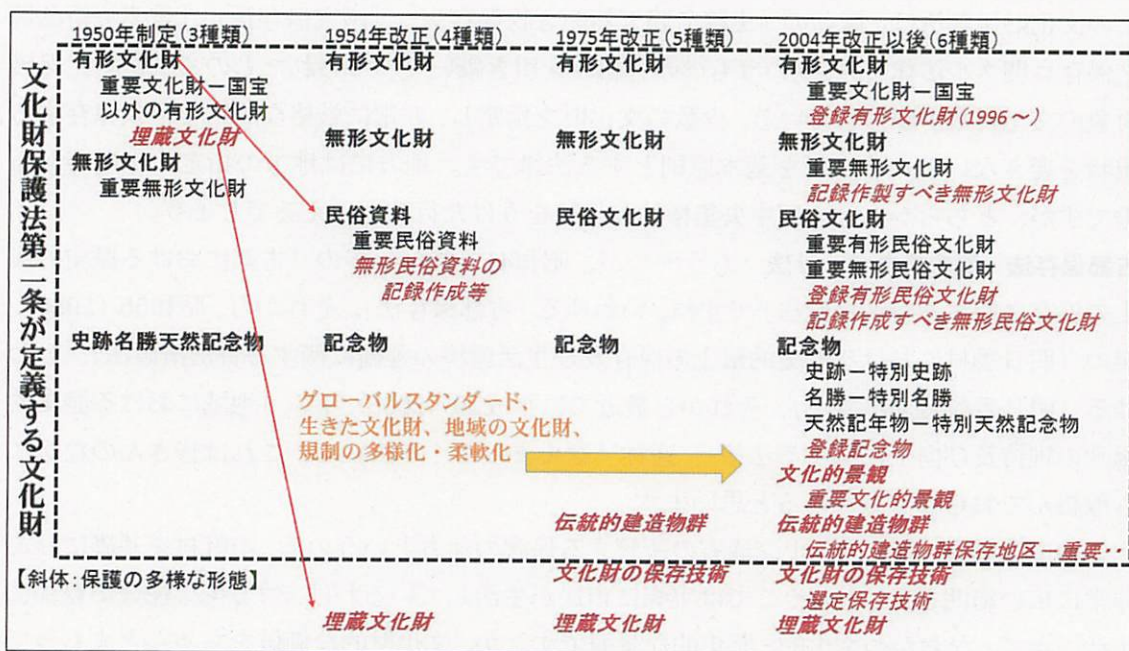 文化財保護法第二条が定義する文化財
1950年制定(3種類)
有形文化財
重要文化財－国宝
以外の有形文化財
埋蔵文化財
無形文化財
重要無形文化財
史跡名勝天然記念物
【斜体：保護の多様な形態】
1954年改正(4種類)
有形文化財
無形文化財
民俗資料
重要民俗資料
無形民俗資料の
記録作成等
記念物
グローバルスタンダード、
生きた文化財、地域の文化財、
規制の多様化・柔軟化
埋蔵文化財
1975年改正(5種類)
有形文化財
無形文化財
民俗文化財
記念物
伝統的建造物群
文化財の保存技術
埋蔵文化財
2004年改正以後(6種類)
有形文化財
重要文化財－国宝
登録有形文化財(1996～)
無形文化財
重要無形文化財
記録作製すべき無形文化財
民俗文化財
重要有形民俗文化財
重要無形民俗文化財
登録有形民俗文化財
記録作成すべき無形民俗文化財
記念物
史跡－特別史跡
名勝－特別名勝
天然記年物－特別天然記念物
登録記念物
文化的景観
重要文化的景観
伝統的建造物群
伝統的建造物群保存地区－重要‥
文化財の保存技術
選定保存技術
埋蔵文化財